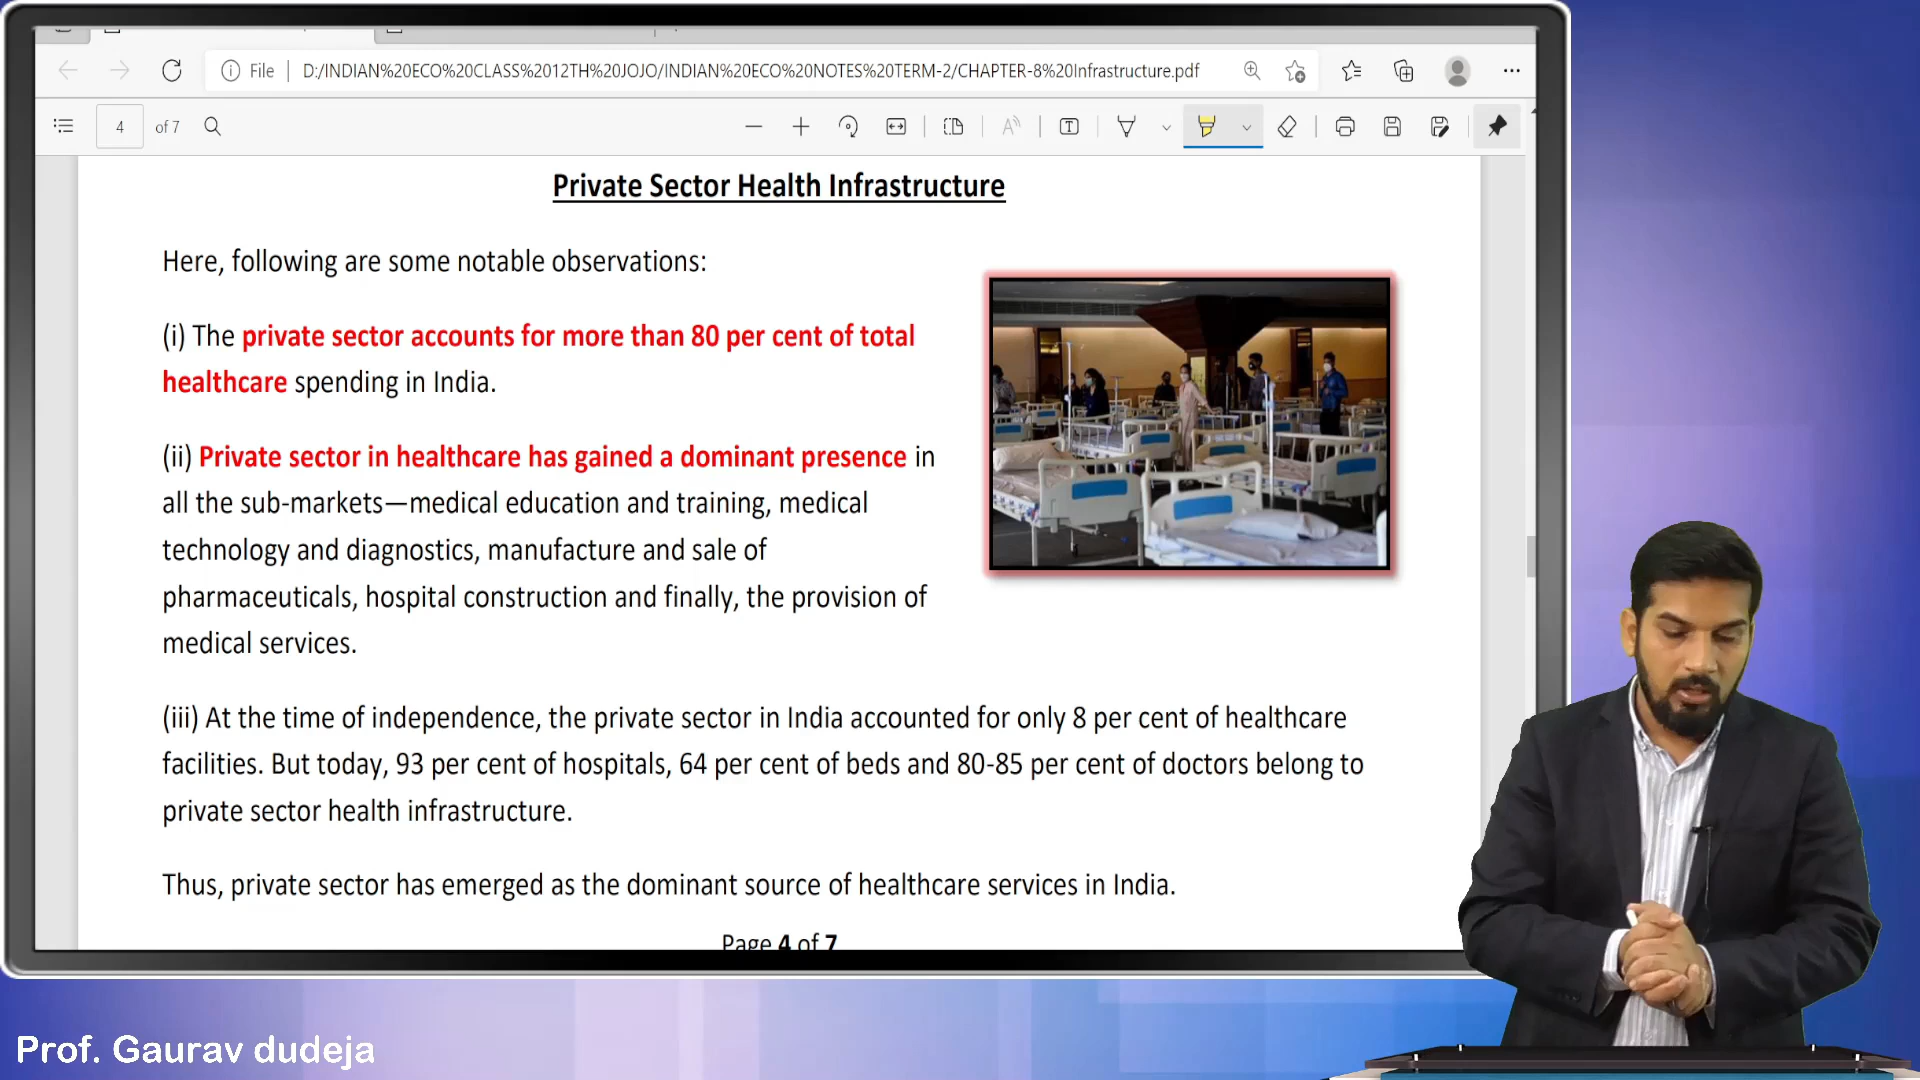 File
D:/INDIAN%20ECO%20CLASS%2012TH%20JOJO/INDIAN%20ECO%20NOTES%20TERM-2/CHAPTER-8%20Infrastructure.pdf
4 of 7
Private Sector Health Infrastructure
Here, following are some notable observations:
(i) The private sector accounts for more than 80 per cent of total
healthcare spending in India.
(ii) Private sector in healthcare has gained a dominant presence in
all the sub-markets—medical education and training, medical
technology and diagnostics, manufacture and sale of
pharmaceuticals, hospital construction and finally, the provision of
medical services.
(iii) At the time of independence, the private sector in India accounted for only 8 per cent of healthcare
facilities. But today, 93 per cent of hospitals, 64 per cent of beds and 80-85 per cent of doctors belong to
private sector health infrastructure.
Thus, private sector has emerged as the dominant source of healthcare services in India.
Page 4 of 7
Prof. Gaurav dudeja